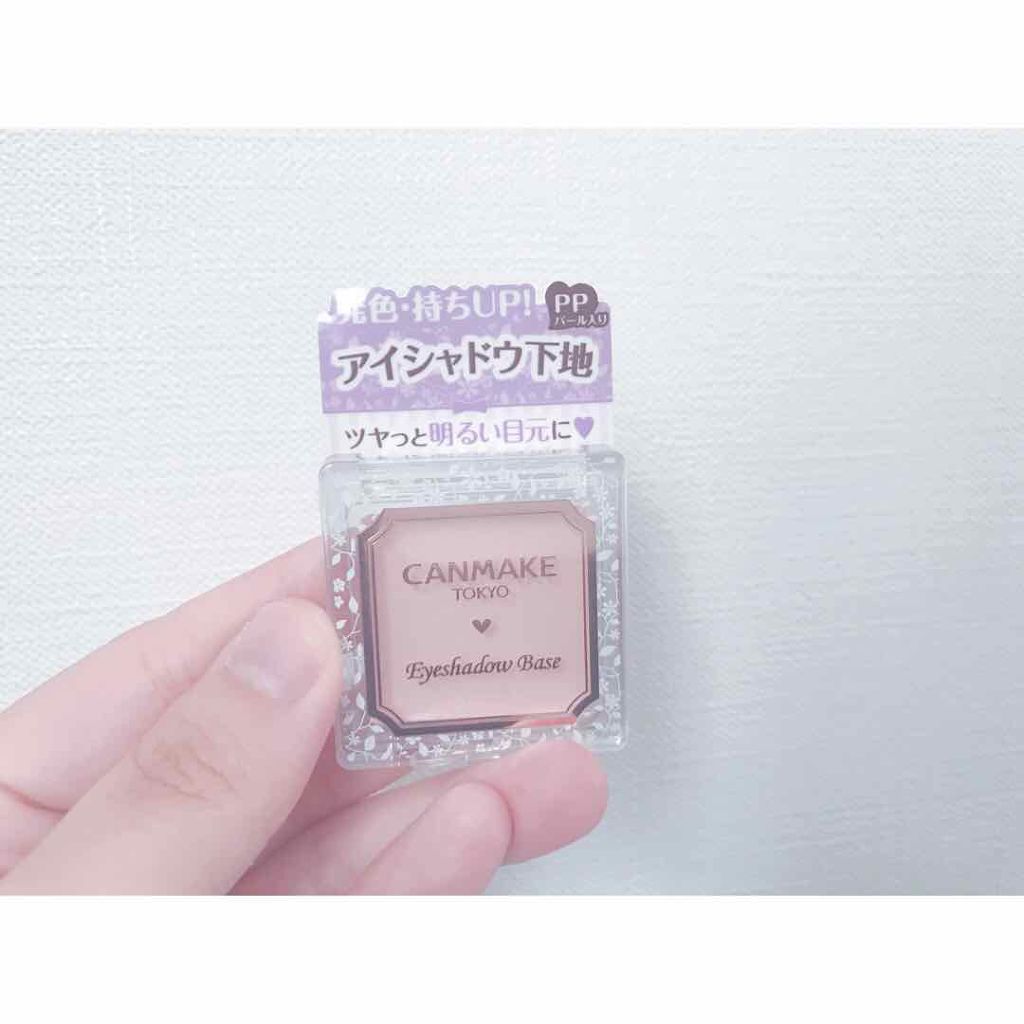 発色・持ちUP!
PP
パール入り
アイシャドウ下地
ツヤっと明るい目元に♥
CANMAKE
TOKYO
Eyeshadow Base